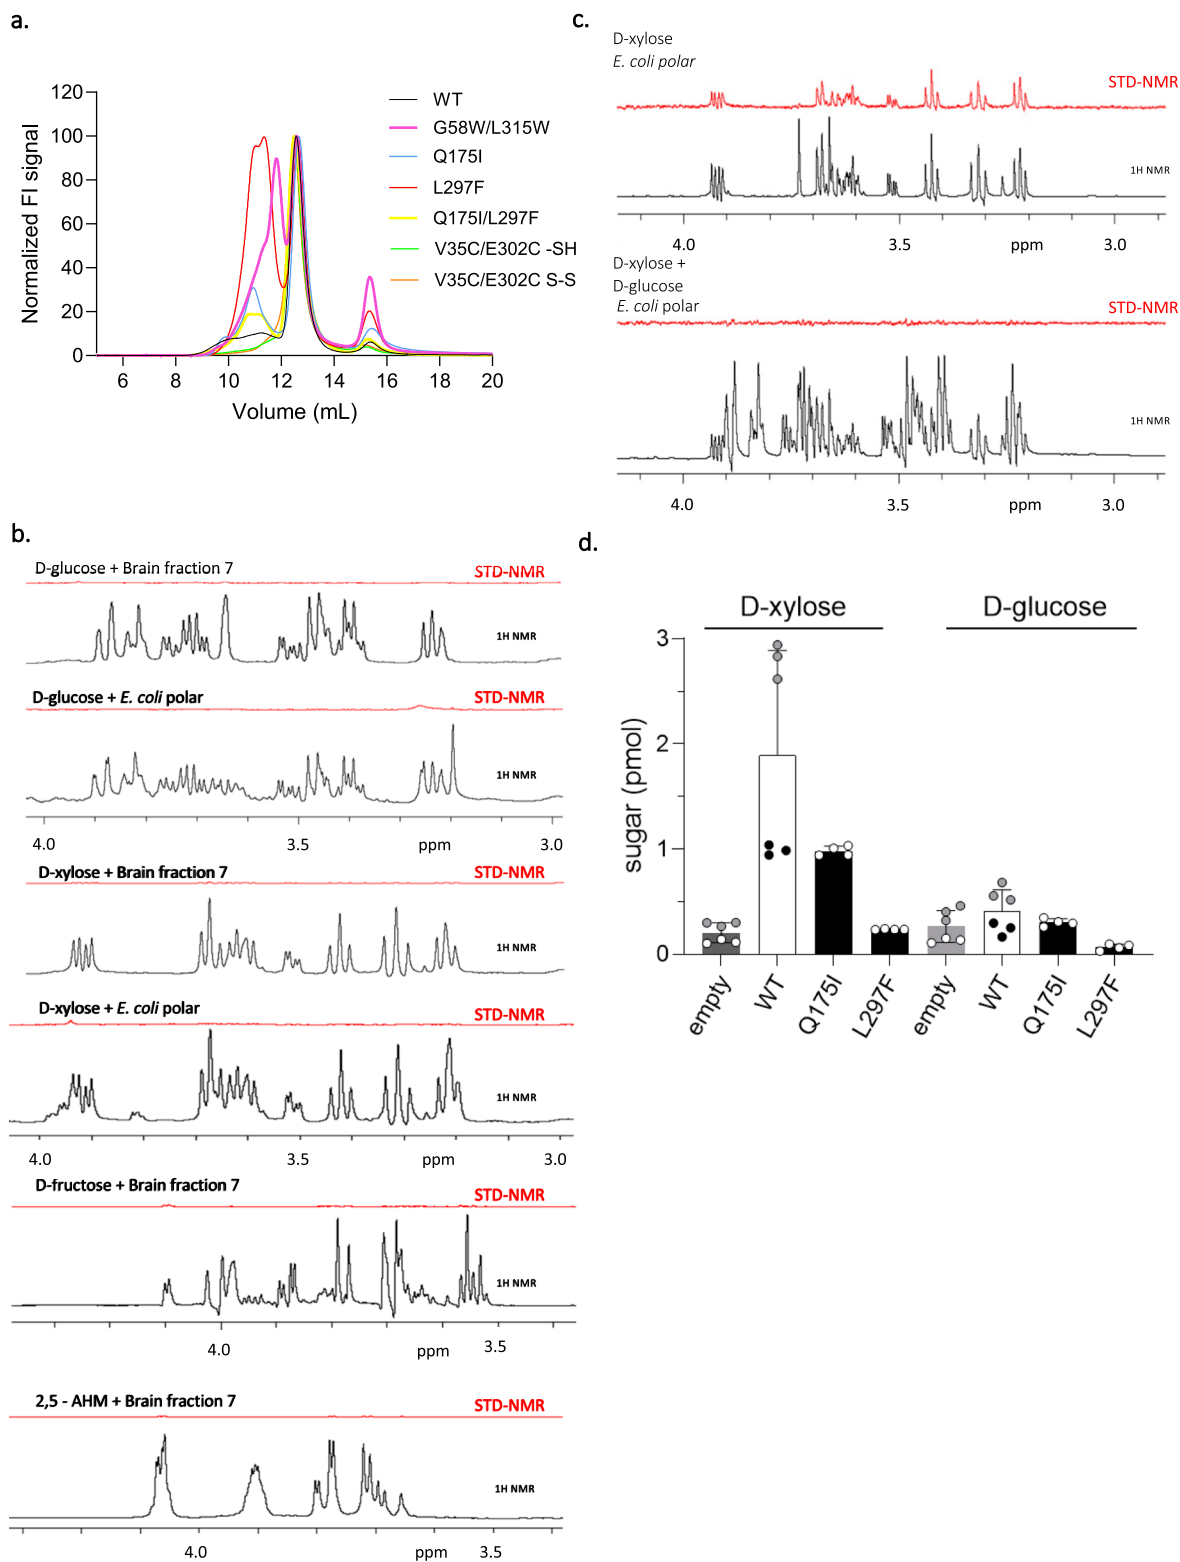 a.
120
100
80
60
40
20
0
Normalized FI signal
6 8 10 12 14 16 18 20
Volume (mL)
WT
G58W/L315W
Q175I
L297F
Q175I/L297F
V35C/E302C -SH
V35C/E302C S-S
c.
D-xylose
E. coli polar
STD-NMR
1H NMR
4.0 3.5 ppm 3.0
D-xylose +
D-glucose
E. coli polar
STD-NMR
1H NMR
4.0 3.5 ppm 3.0
b.
D-glucose + Brain fraction 7
STD-NMR
1H NMR
D-glucose + E. coli polar
STD-NMR
1H NMR
4.0 3.5 ppm 3.0
D-xylose + Brain fraction 7
STD-NMR
1H NMR
D-xylose + E. coli polar
STD-NMR
1H NMR
4.0 3.5 ppm 3.0
D-fructose + Brain fraction 7
STD-NMR
1H NMR
4.0 ppm 3.5
2,5 - AHM + Brain fraction 7
STD-NMR
1H NMR
4.0 ppm 3.5
d.
D-xylose D-glucose
3
2
1
0
sugar (pmol)
empty WT Q175I L297F empty WT Q175I L297F